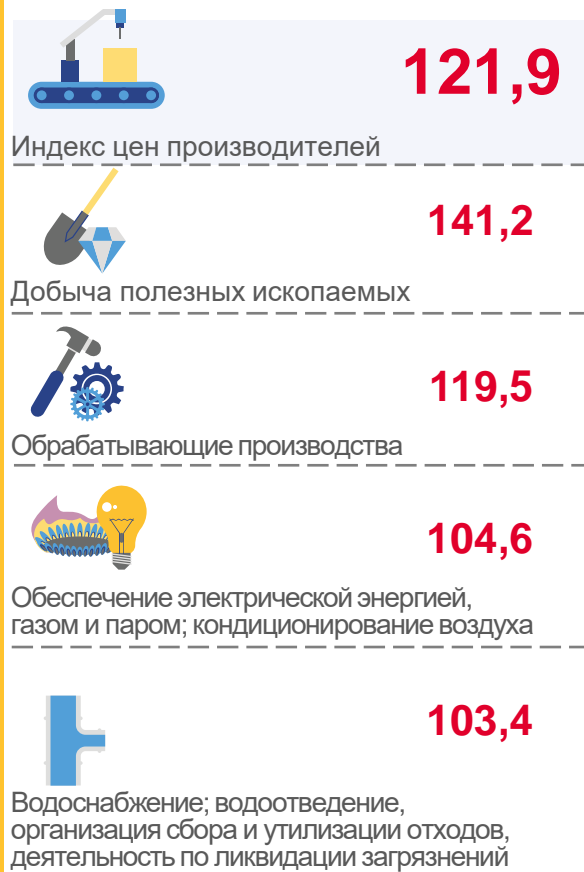 121,9
Индекс цен производителей
141,2
Добыча полезных ископаемых
119,5
Обрабатывающие производства
104,6
Обеспечение электрической энергией,
газом и паром; кондиционирование воздуха
103,4
Водоснабжение; водоотведение,
организация сбора и утилизации отходов,
деятельность по ликвидации загрязнений